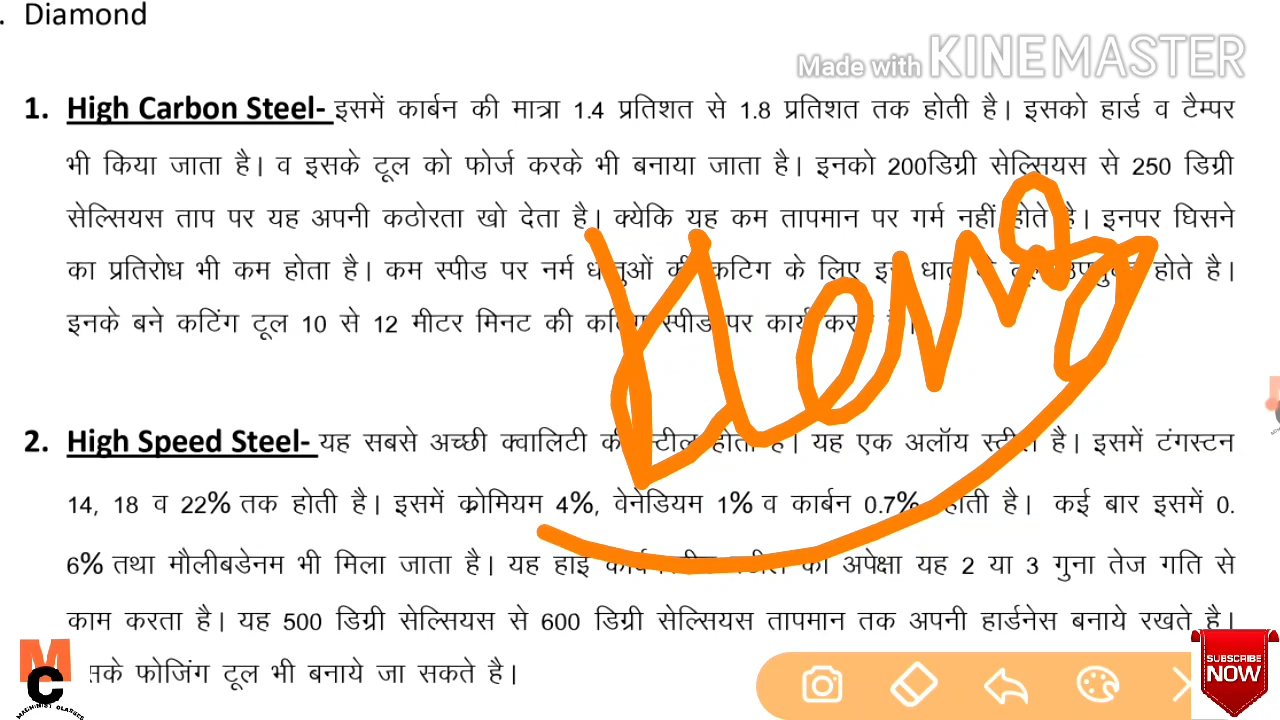 . Diamond
Made with KINEMASTER
1. High Carbon Steel- इसमें कार्बन की मात्रा 1.4 प्रतिशत से 1.8 प्रतिशत तक होती है। इसको हार्ड व टैम्पर
भी किया जाता है। व इसके टूल को फोर्ज करके भी बनाया जाता है। इनको 200डिग्री सेल्सियस से 250 डिग्री
सेल्सियस ताप पर यह अपनी कठोरता खो देता है। क्येकि यह कम तापमान पर गर्म नहीं होते है। इनपर घिसने
का प्रतिरोध भी कम होता है। कम स्पीड पर नर्म धातुओं की कटिग के लिए होते है।
इनके बने कटिंग टूल 10 से 12 मीटर मिनट की स्पीड पर कार्य
2. High Speed Steel- यह सबसे अच्छी क्वालिटी की स्टील होता है। यह एक अलॉय स्टील है। इसमें टंगस्टन
14, 18 व 22% तक होती है। इसमें क्रोमियम 4%, वेनेडियम 1% व कार्बन 0.7% होती है। कई बार इसमें 0.
6% तथा मौलीबडेनम भी मिला जाता है। यह हाई अपेक्षा यह 2 या 3 गुना तेज गति से
काम करता है। यह 500 डिग्री सेल्सियस से 600 डिग्री सेल्सियस तापमान तक अपनी हार्डनेस बनाये रखते है।
सके फोजिंग टूल भी बनाये जा सकते है।
M
C
MACHINIST CLASSES
SUBSCRIBE
NOW